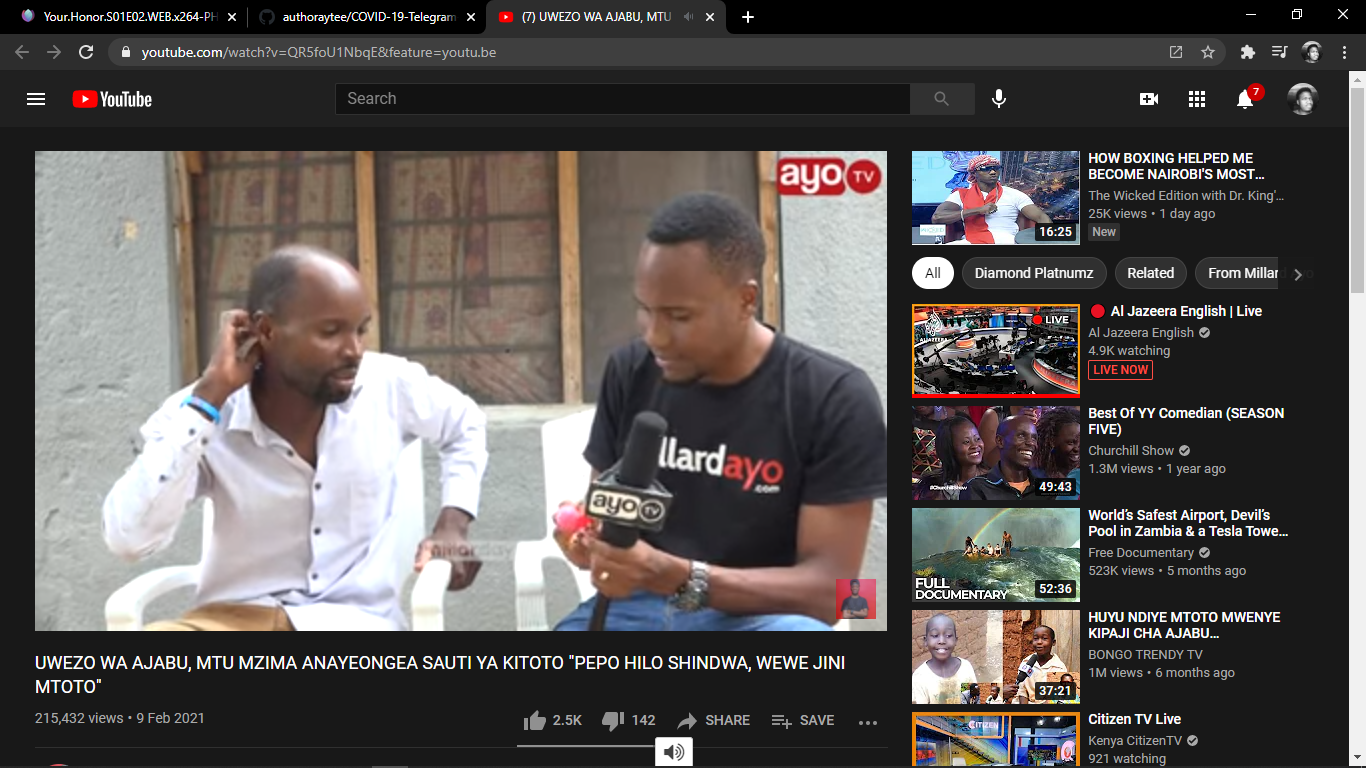 Your.Honor.S01E02.WEB.x264-PH
authoraytee/COVID-19-Telegram
(7) UWEZO WA AJABU, MTU
youtube.com/watch?v=QR5foU1NbqE&feature=youtu.be
YouTube
Search
7
ayo TV
llardayo
.com
ayo TV
UWEZO WA AJABU, MTU MZIMA ANAYEONGEA SAUTI YA KITOTO "PEPO HILO SHINDWA, WEWE JINI
MTOTO"
215,432 views • 9 Feb 2021
2.5K
142
SHARE
SAVE
16:25
HOW BOXING HELPED ME
BECOME NAIROBI'S MOST...
The Wicked Edition with Dr. King'...
25K views • 1 day ago
New
All
Diamond Platnumz
Related
From Millar
LIVE
ALJAZEERA
Al Jazeera English | Live
Al Jazeera English
4.9K watching
LIVE NOW
#ChurchillShow
49:43
Best Of YY Comedian (SEASON
FIVE)
Churchill Show
1.3M views • 1 year ago
FULL
DOCUMENTARY
52:36
World's Safest Airport, Devil's
Pool in Zambia & a Tesla Towe...
Free Documentary
523K views • 5 months ago
37:21
HUYU NDIYE MTOTO MWENYE
KIPAJI CHA AJABU...
BONGO TRENDY TV
1M views • 6 months ago
CITIZEN
Citizen TV Live
Kenya CitizenTV
921 watching